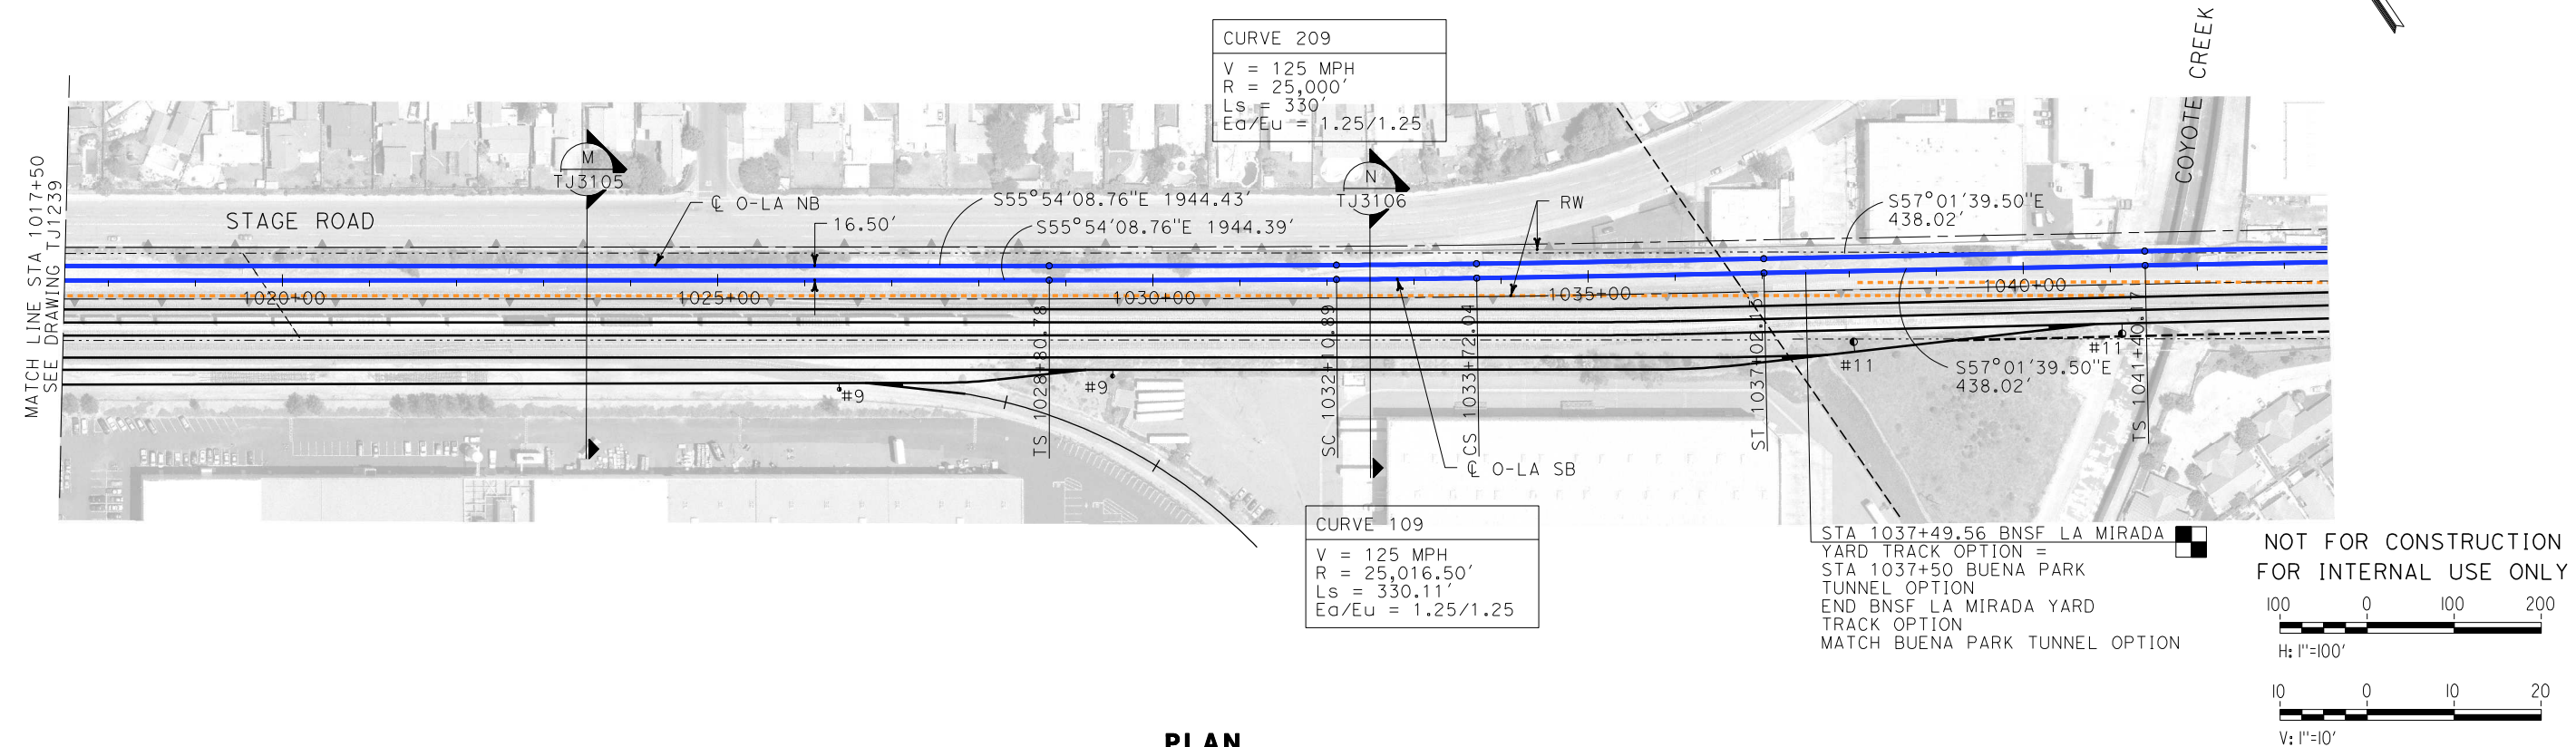 CURVE 209
V = 125 MPH
R = 25,000'
Ls = 330'
Ea/Eu = 1.25/1.25
COYOTE CREEK
MATCH LINE STA 1017+50
SEE DRAWING TJ1239
STAGE ROAD
M
TJ3105
℄ O-LA NB
16.50'
S55°54'08.76"E 1944.43'
S55°54'08.76"E 1944.39'
N
TJ3106
RW
S57°01'39.50"E
438.02'
1020+00
1025+00
1030+00
1035+00
1040+00
TS 1028+80.78
SC 1032+10.89
CS 1033+72.04
ST 1037+02.15
TS 1041+40.17
#9
#9
#11
#11
S57°01'39.50"E
438.02'
℄ O-LA SB
CURVE 109
V = 125 MPH
R = 25,016.50'
Ls = 330.11'
Ea/Eu = 1.25/1.25
STA 1037+49.56 BNSF LA MIRADA
YARD TRACK OPTION =
STA 1037+50 BUENA PARK
TUNNEL OPTION
END BNSF LA MIRADA YARD
TRACK OPTION
MATCH BUENA PARK TUNNEL OPTION
NOT FOR CONSTRUCTION
FOR INTERNAL USE ONLY
100 0 100 200
H: 1"=100'
10 0 10 20
V: 1"=10'
PLAN